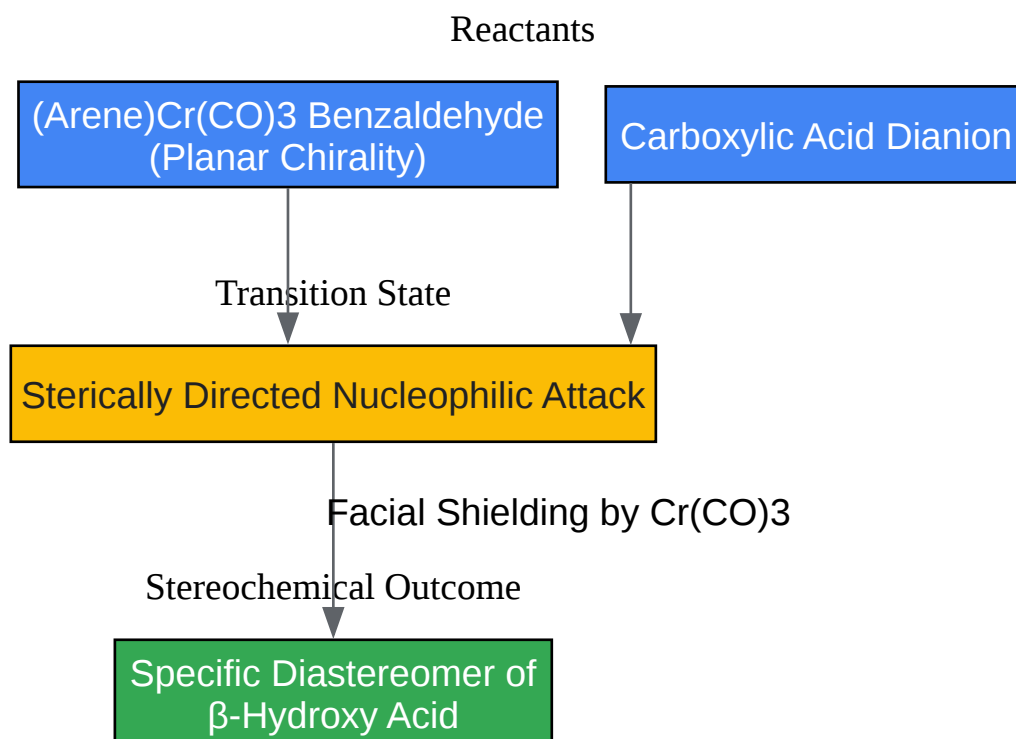 Reactants
(Arene)Cr(CO)3 Benzaldehyde
(Planar Chirality)
Carboxylic Acid Dianion
Transition State
Sterically Directed Nucleophilic Attack
Facial Shielding by Cr(CO)3
Stereochemical Outcome
Specific Diastereomer of
β-Hydroxy Acid